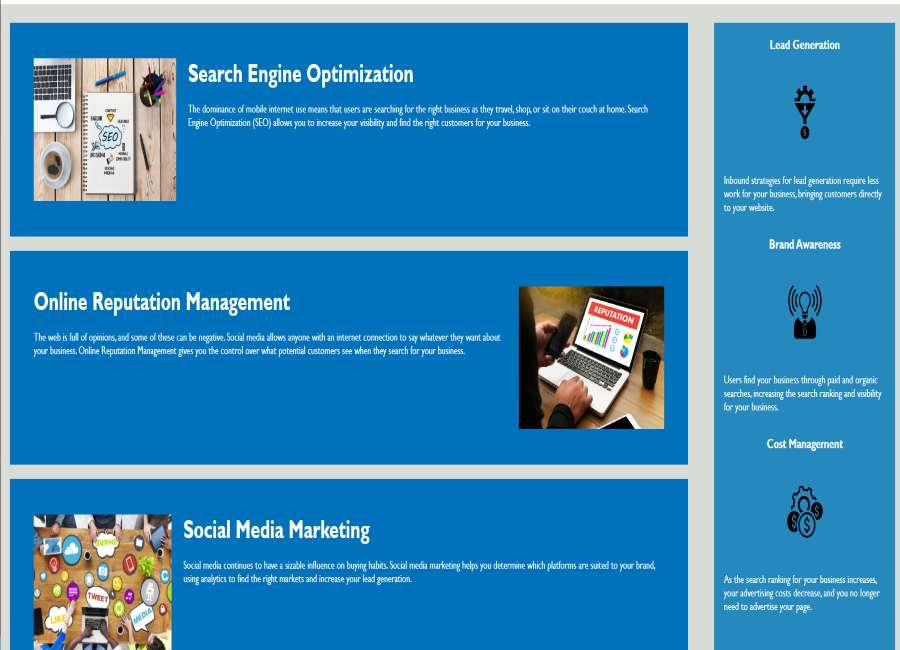 Search Engine Optimization
The dominance of mobile internet use means that users are searching for the right business as they travel, shop, or sit on their couch at home. Search
Engine Optimization (SEO) allows you to increase your visibility and find the right customers for your business.
SEO
CONTENT
SOCIAL
MEDIA
Online Reputation Management
The web is full of opinions, and some of these can be negative. Social media allows anyone with an internet connection to say whatever they want about
your business. Online Reputation Management gives you the control over what potential customers see when they search for your business.
REPUTATION
Social Media Marketing
Social media continues to have a sizable influence on buying habits. Social media marketing helps you determine which platforms are suited to your brand,
using analytics to find the right markets and increase your lead generation.
SHARE
TWEET
LIKE
MEDIA
Lead Generation
Inbound strategies for lead generation require less
work for your business, bringing customers directly
to your website.
Brand Awareness
Users find your business through paid and organic
searches, increasing the search ranking and visibility
for your business.
Cost Management
As the search ranking for your business increases,
your advertising costs decrease, and you no longer
need to advertise your page.